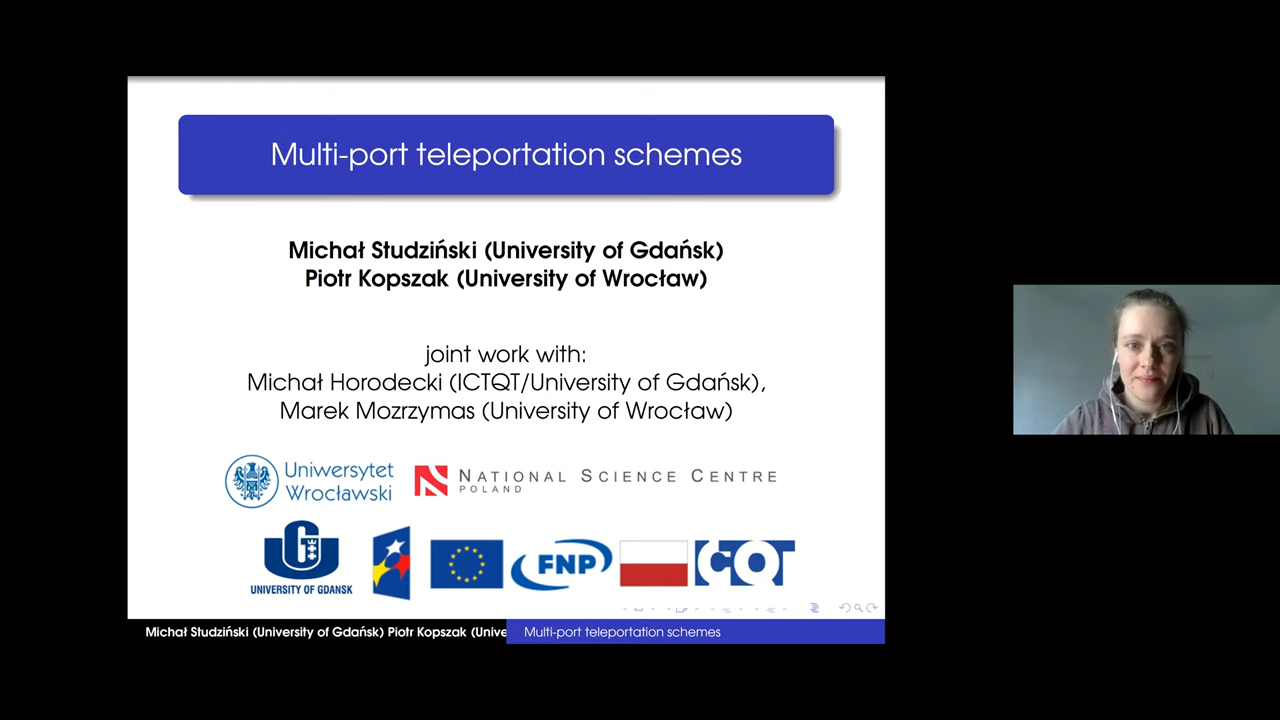 Multi-port teleportation schemes
Michał Studziński (University of Gdańsk)
Piotr Kopszak (University of Wrocław)
joint work with:
Michał Horodecki (ICTQT/University of Gdańsk),
Marek Mozrzymas (University of Wrocław)
Uniwersytet
Wrocławski
NATIONAL SCIENCE CENTRE
POLAND
UNIVERSITY OF GDANSK
FNP
CQT
Michał Studziński (University of Gdańsk) Piotr Kopszak (Unive
Multi-port teleportation schemes